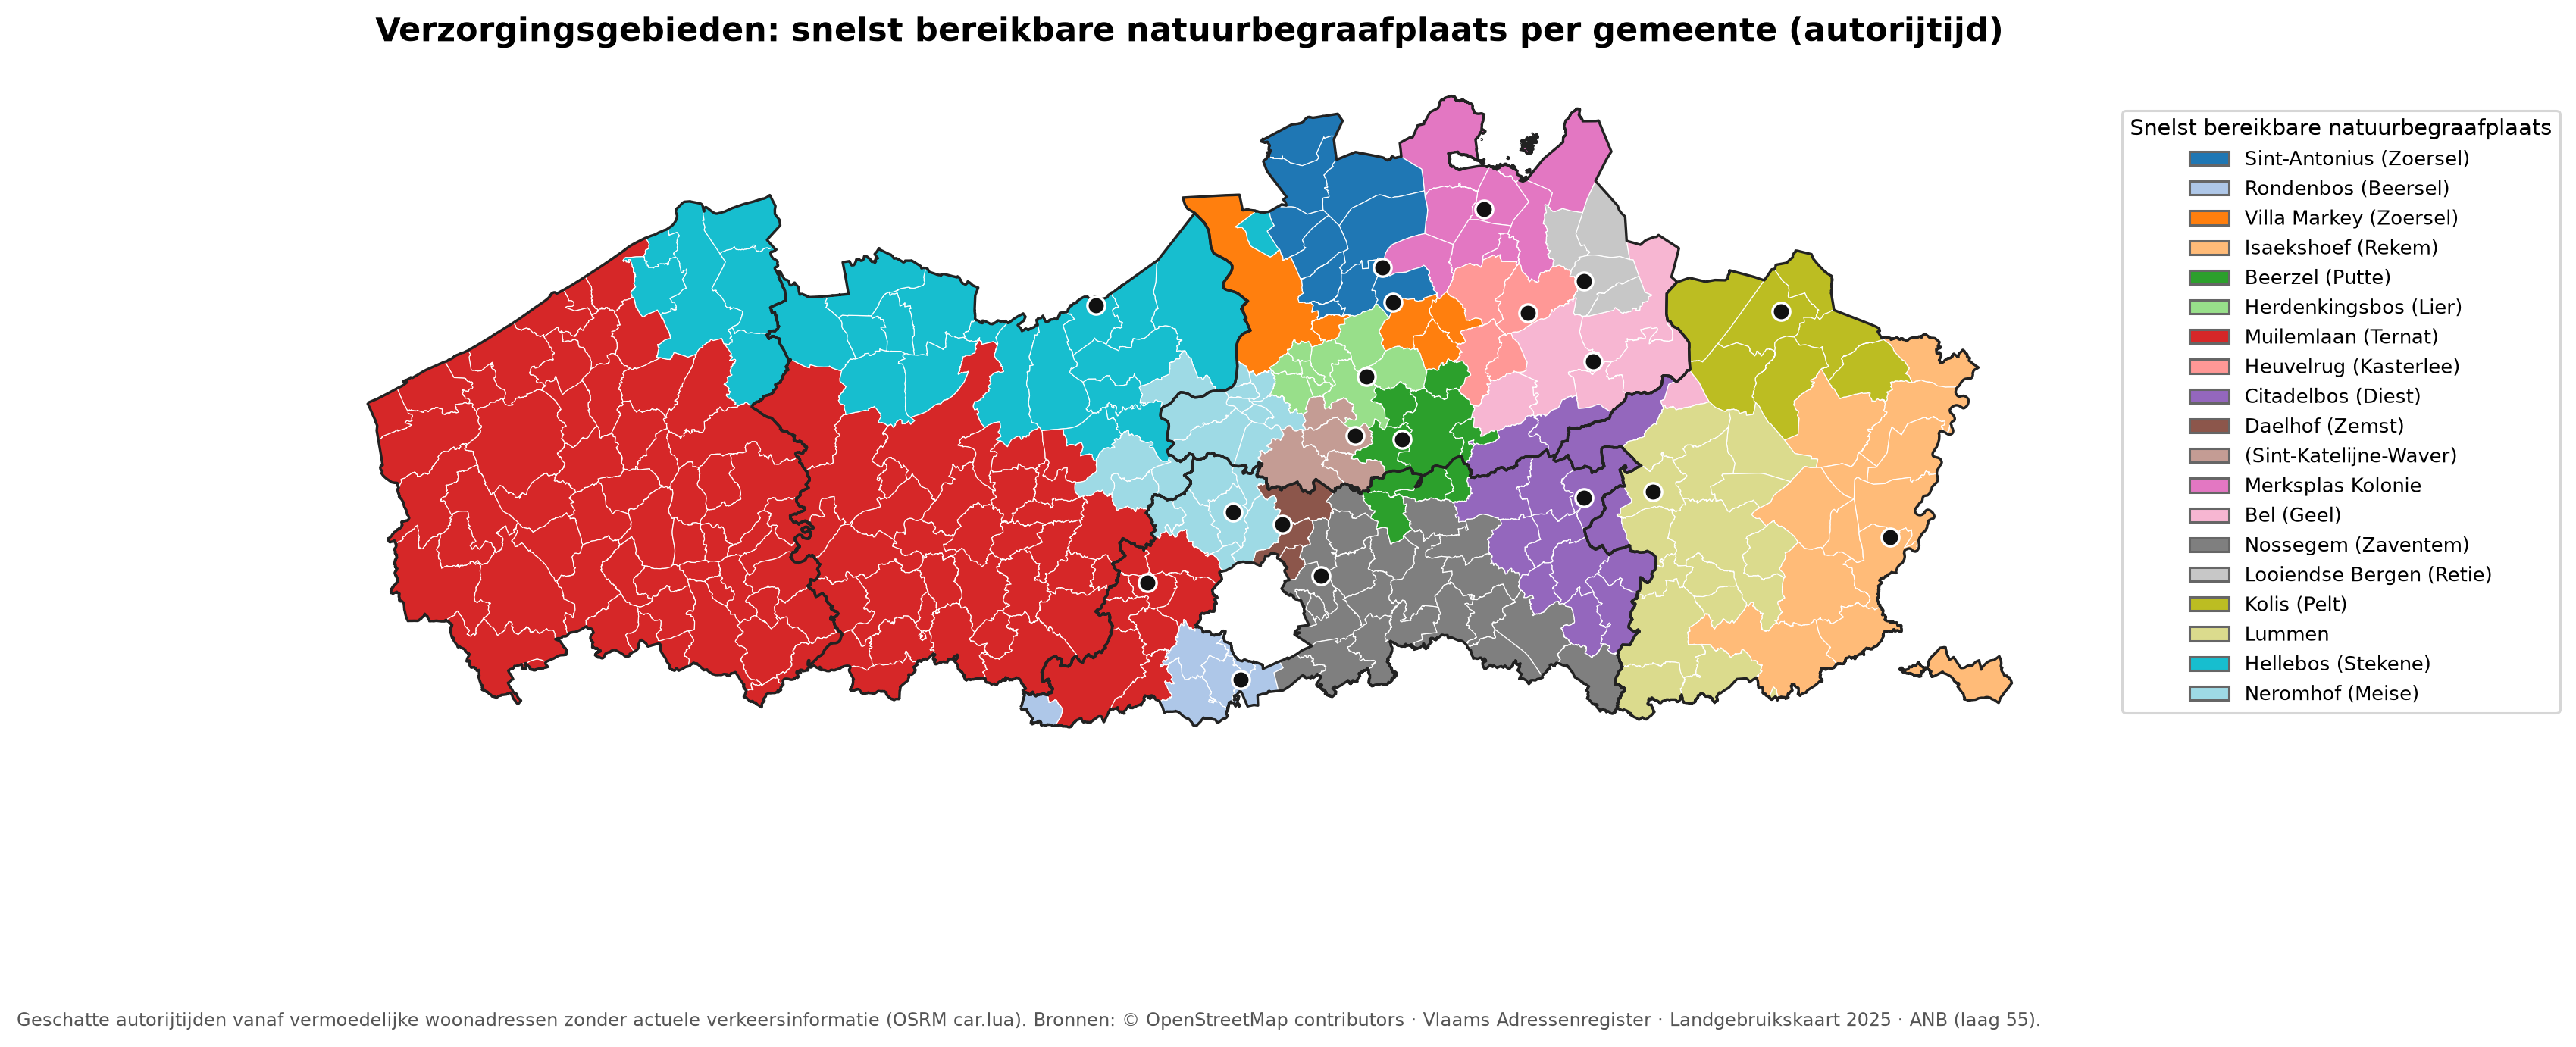 Verzorgingsgebieden: snelst bereikbare natuurbegraafplaats per gemeente (autorijtijd)
Snelst bereikbare natuurbegraafplaats
Sint-Antonius (Zoersel)
Rondenbos (Beersel)
Villa Markey (Zoersel)
Isaekshoef (Rekem)
Beerzel (Putte)
Herdenkingsbos (Lier)
Muilemlaan (Ternat)
Heuvelrug (Kasterlee)
Citadelbos (Diest)
Daelhof (Zemst)
(Sint-Katelijne-Waver)
Merksplas Kolonie
Bel (Geel)
Nossegem (Zaventem)
Looiendse Bergen (Retie)
Kolis (Pelt)
Lummen
Hellebos (Stekene)
Neromhof (Meise)
Geschatte autorijtijden vanaf vermoedelijke woonadressen zonder actuele verkeersinformatie (OSRM car.lua). Bronnen: © OpenStreetMap contributors · Vlaams Adressenregister · Landgebruikskaart 2025 · ANB (laag 55).